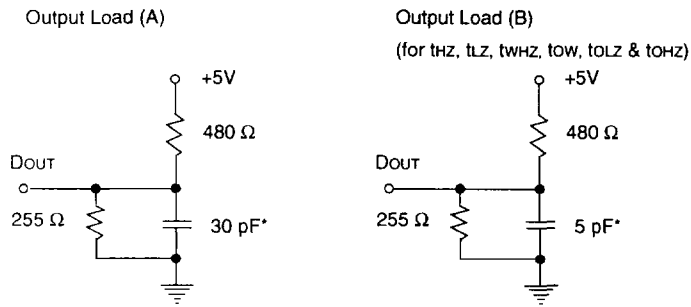 Output Load (A)
+5V
480 Ω
DOUT
255 Ω
30 pF*
Output Load (B)
(for tHZ, tLZ, tWHZ, tOW, tOLZ & tOHZ)
+5V
480 Ω
DOUT
255 Ω
5 pF*